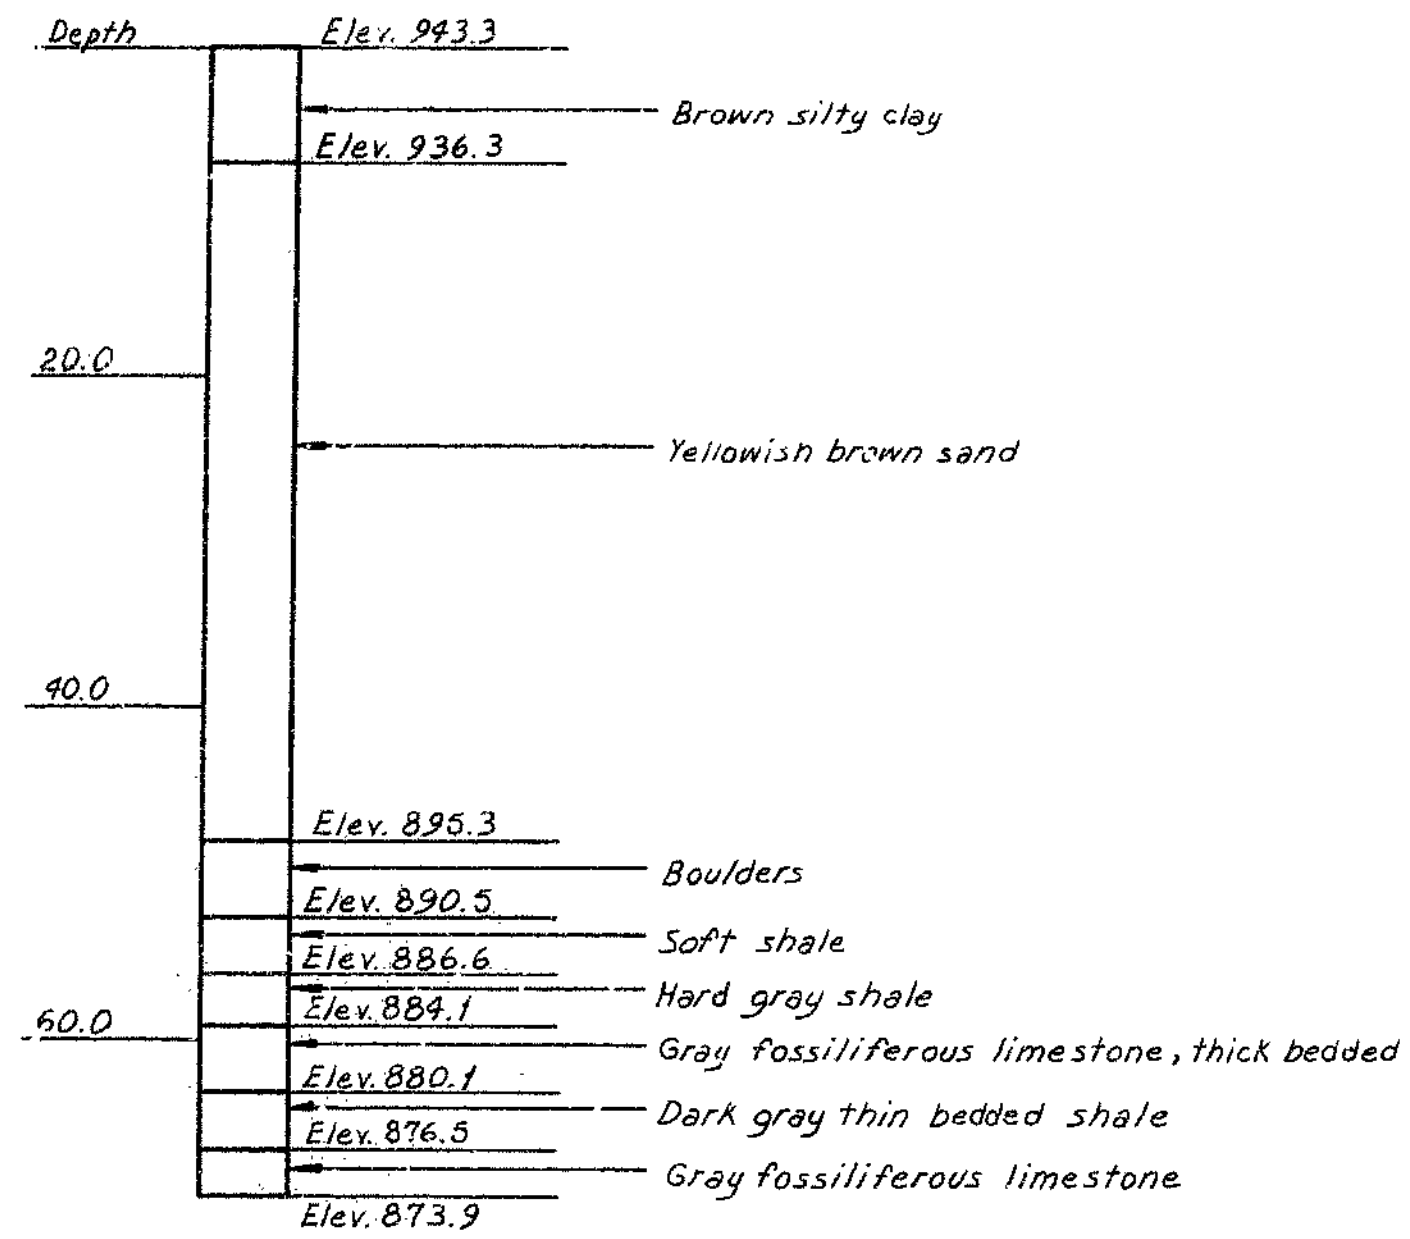 Depth
Elev. 943.3
Brown silty clay
Elev. 936.3
20.0
Yellowish brown sand
40.0
Elev. 895.3
Boulders
Elev. 890.5
Soft shale
Elev. 886.6
Hard gray shale
Elev. 884.1
60.0
Gray fossiliferous limestone, thick bedded
Elev. 880.1
Dark gray thin bedded shale
Elev. 876.5
Gray fossiliferous limestone
Elev. 873.9